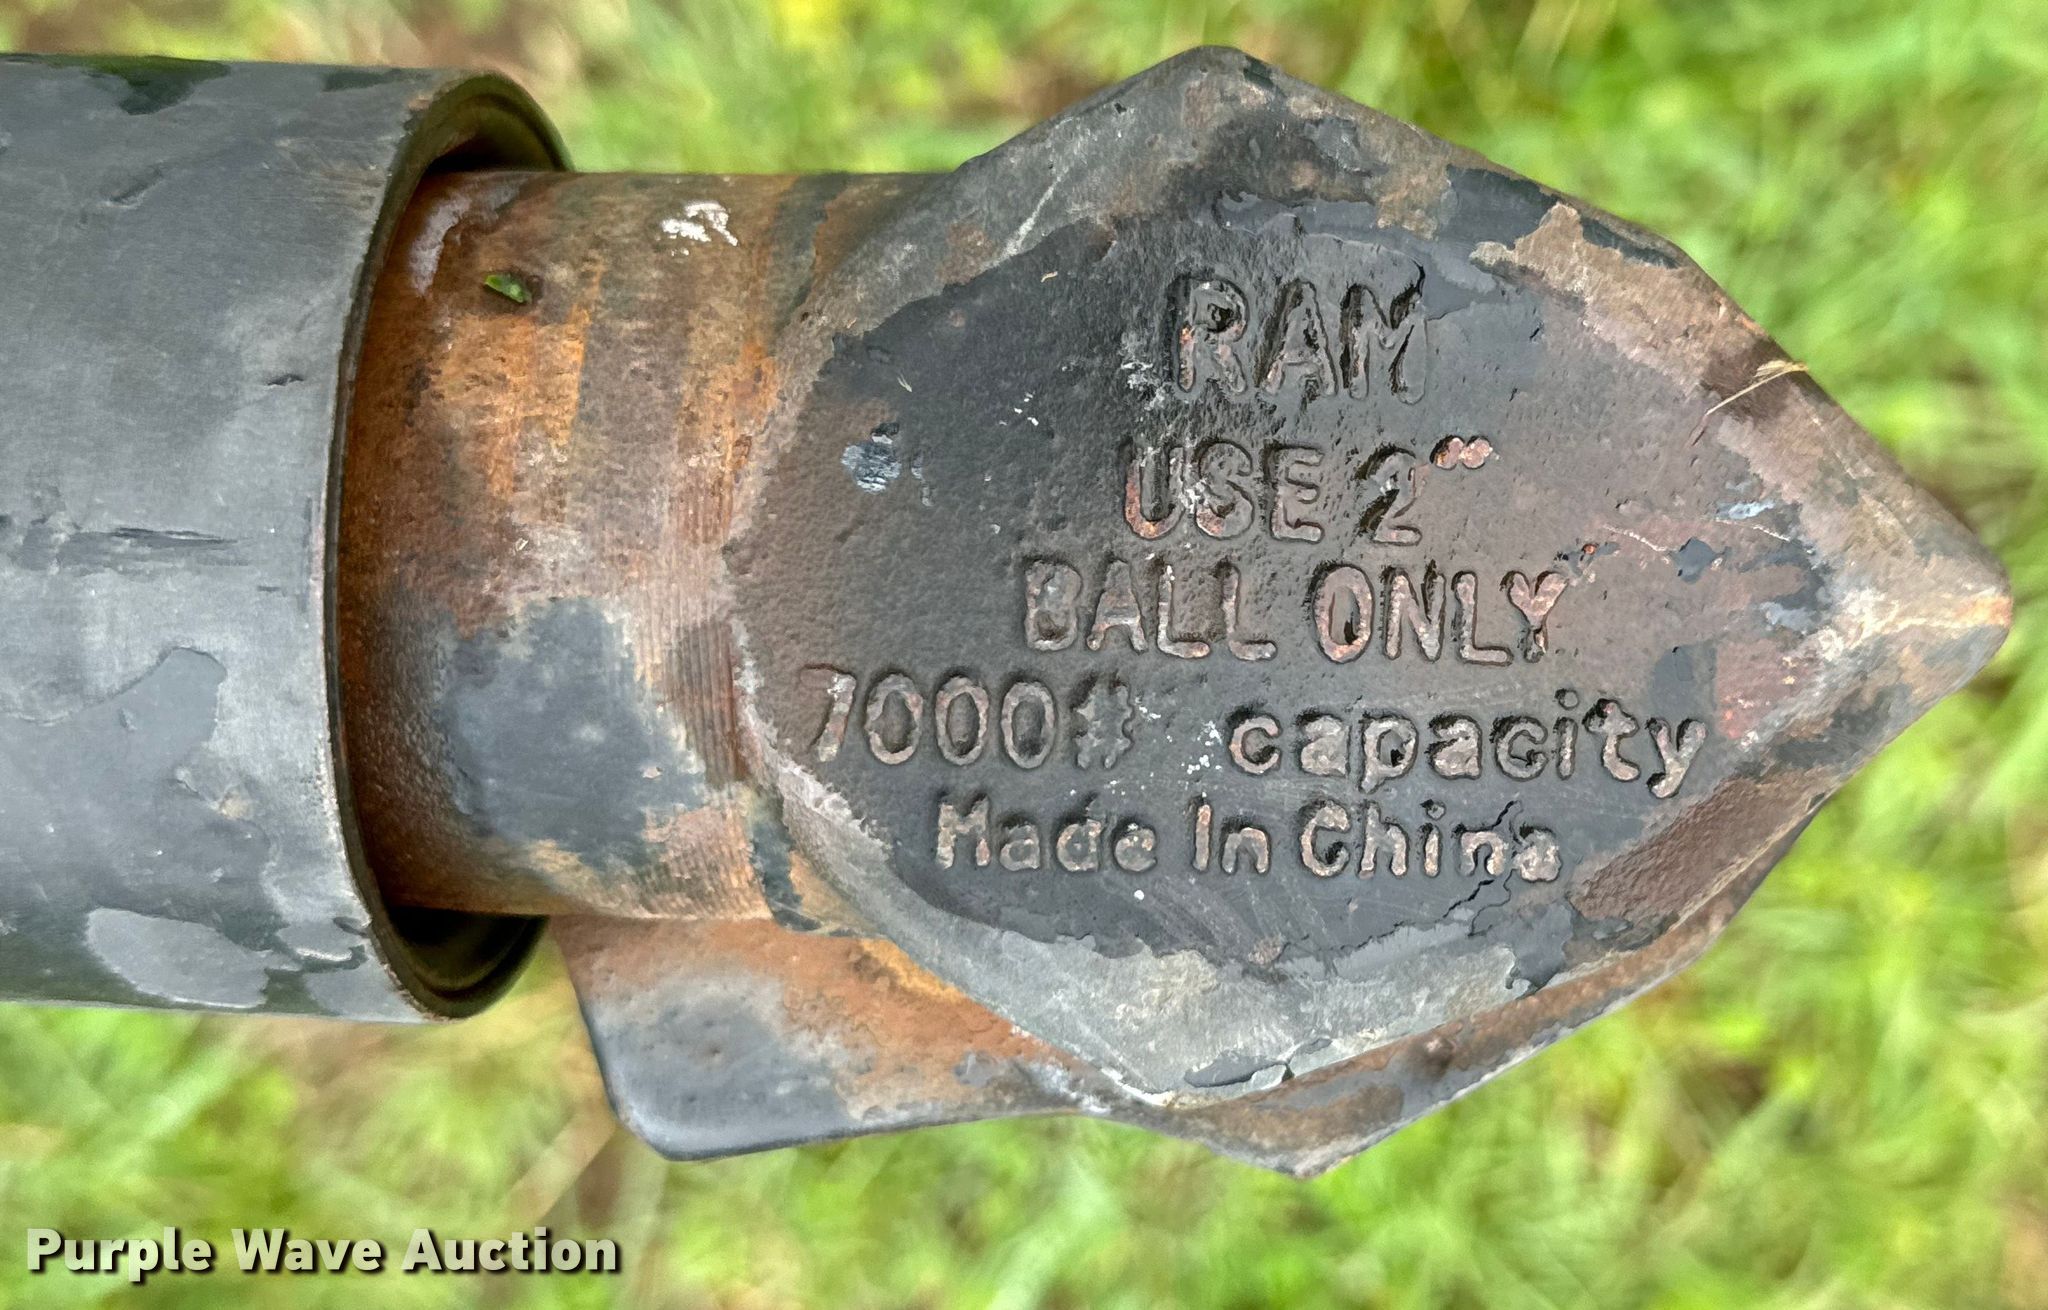 RAM
USE 2"
BALL ONLY
7000# capacity
Made In China
Purple Wave Auction